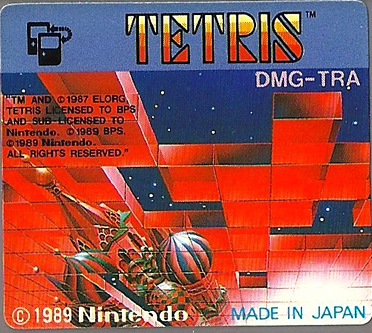 TETRIS™
DMG-TRA
"TM AND ©1987 ELORG,
TETRIS LICENSED TO BPS
AND SUB-LICENSED TO
Nintendo. ©1989 BPS.
©1989 Nintendo.
ALL RIGHTS RESERVED."
©1989 Nintendo
MADE IN JAPAN